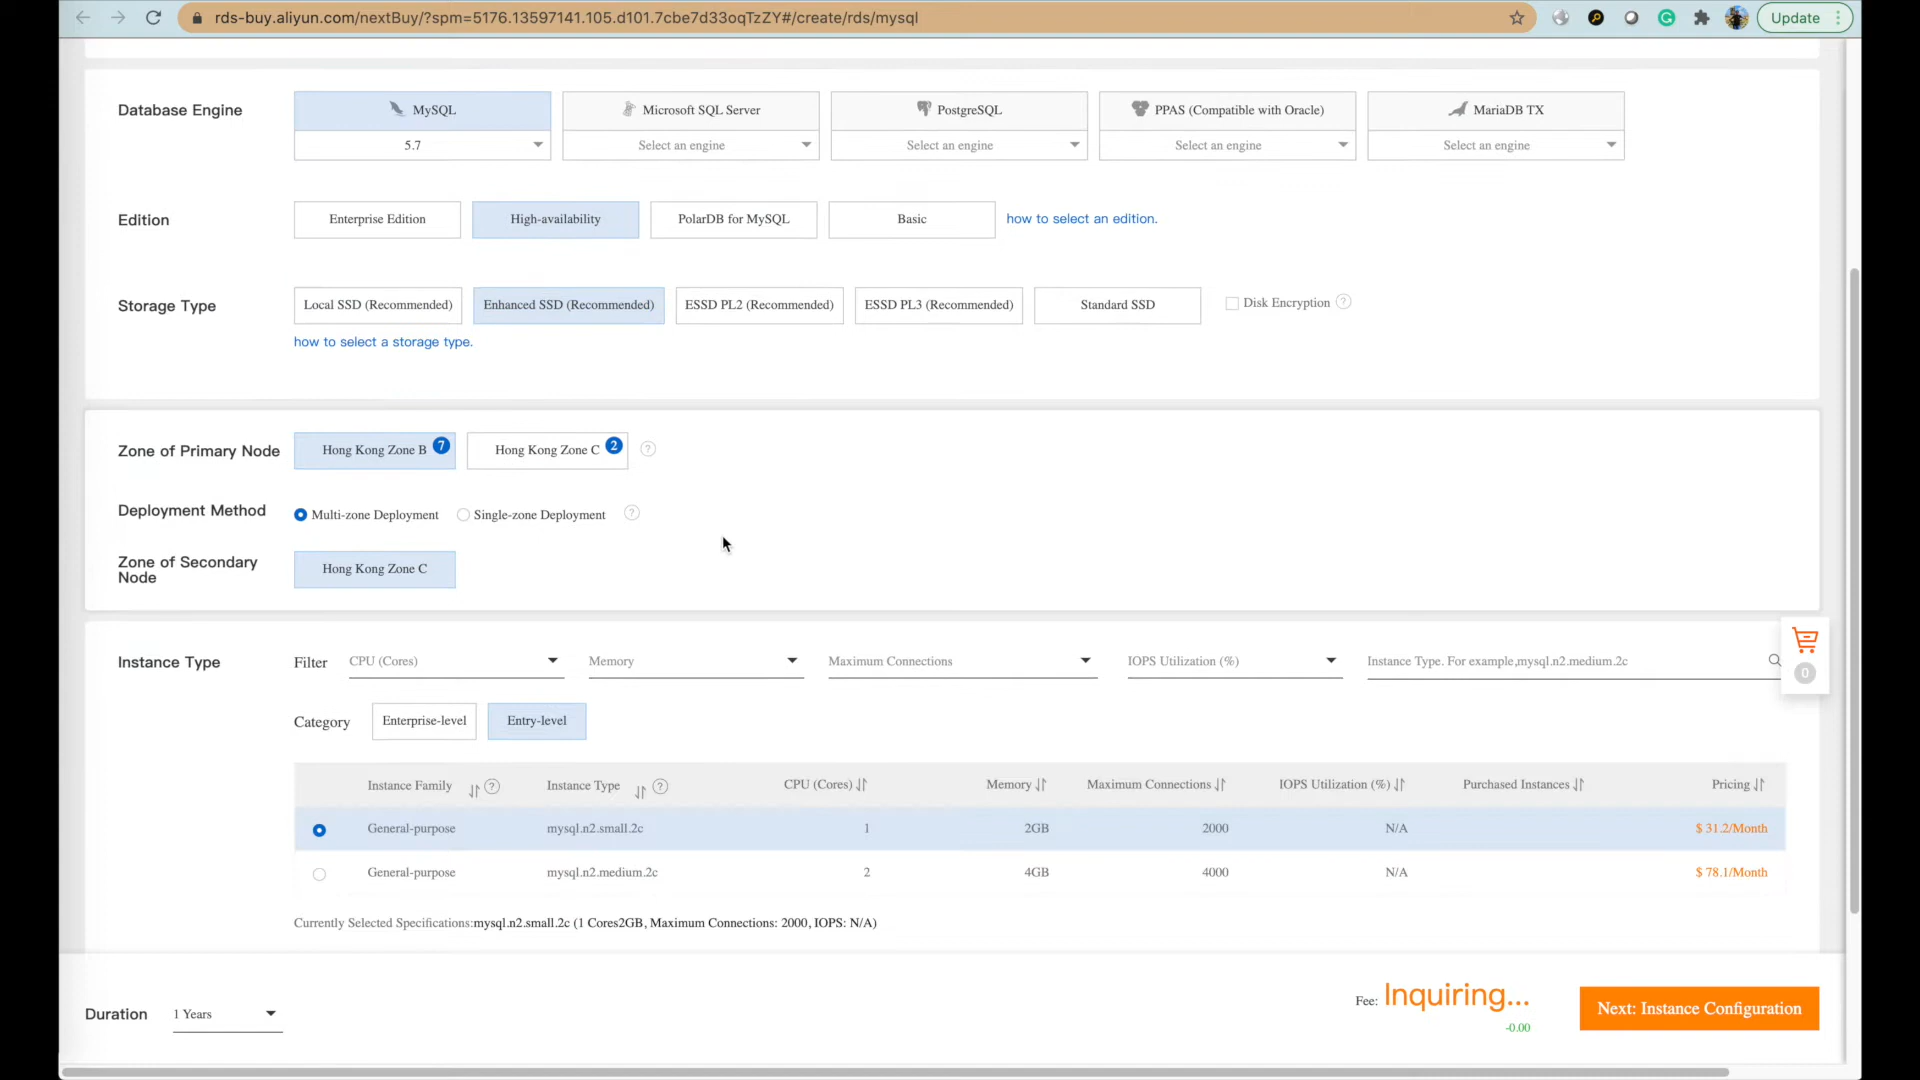 rds-buy.aliyun.com/nextBuy/?spm=5176.13597141.105.d101.7cbe7d33oqTzZY#/create/rds/mysql
Update
Database Engine
MySQL
Microsoft SQL Server
PostgreSQL
PPAS (Compatible with Oracle)
MariaDB TX
5.7
Select an engine
Select an engine
Select an engine
Select an engine
Edition
Enterprise Edition
High-availability
PolarDB for MySQL
Basic
how to select an edition.
Storage Type
Local SSD (Recommended)
Enhanced SSD (Recommended)
ESSD PL2 (Recommended)
ESSD PL3 (Recommended)
Standard SSD
Disk Encryption ?
how to select a storage type.
Zone of Primary Node
Hong Kong Zone B 7
Hong Kong Zone C 2
?
Deployment Method
Multi-zone Deployment
Single-zone Deployment
?
Zone of Secondary
Node
Hong Kong Zone C
Instance Type
Filter
CPU (Cores)
Memory
Maximum Connections
IOPS Utilization (%)
Instance Type. For example,mysql.n2.medium.2c
0
Category
Enterprise-level
Entry-level
Instance Family ?
Instance Type ?
CPU (Cores)
Memory
Maximum Connections
IOPS Utilization (%)
Purchased Instances
Pricing
General-purpose mysql.n2.small.2c 1 2GB 2000 N/A $ 31.2/Month
General-purpose mysql.n2.medium.2c 2 4GB 4000 N/A $ 78.1/Month
Currently Selected Specifications:mysql.n2.small.2c (1 Cores2GB, Maximum Connections: 2000, IOPS: N/A)
Duration
1 Years
Fee: Inquiring...
-0.00
Next: Instance Configuration